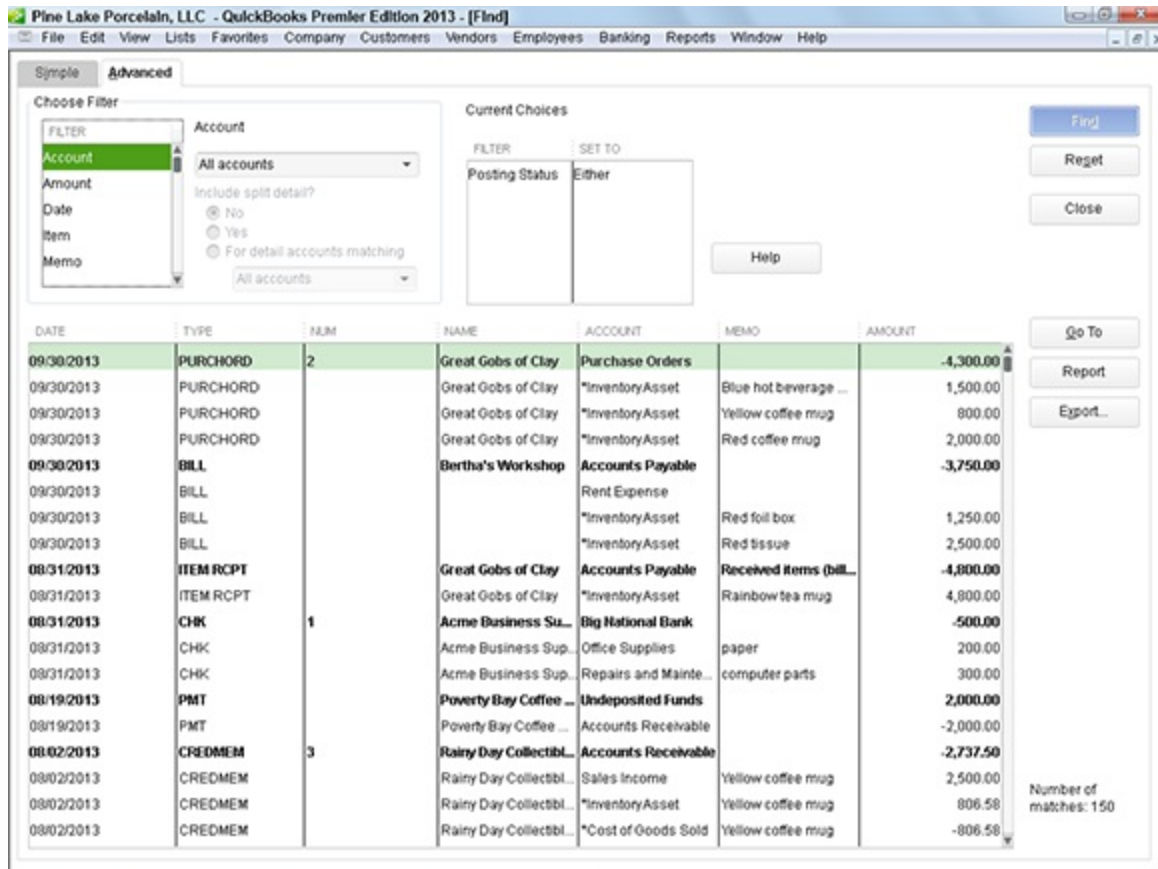 Pine Lake Porcelain, LLC - QuickBooks Premier Edition 2013 - [Find]
File Edit View Lists Favorites Company Customers Vendors Employees Banking Reports Window Help
Simple Advanced
Choose Filter
FILTER
Account
Amount
Date
Item
Memo
Account
All accounts
Include split detail?
No
Yes
For detail accounts matching
All accounts
Current Choices
FILTER SET TO
Posting Status Either
Help
Find
Reset
Close
DATE TYPE NUM NAME ACCOUNT MEMO AMOUNT
09/30/2013 PURCHORD 2 Great Gobs of Clay Purchase Orders -4,300.00
09/30/2013 PURCHORD Great Gobs of Clay *Inventory Asset Blue hot beverage ... 1,500.00
09/30/2013 PURCHORD Great Gobs of Clay *Inventory Asset Yellow coffee mug 800.00
09/30/2013 PURCHORD Great Gobs of Clay *Inventory Asset Red coffee mug 2,000.00
09/30/2013 BILL Bertha's Workshop Accounts Payable -3,750.00
09/30/2013 BILL Rent Expense
09/30/2013 BILL *Inventory Asset Red foil box 1,250.00
09/30/2013 BILL *Inventory Asset Red tissue 2,500.00
08/31/2013 ITEM RCPT Great Gobs of Clay Accounts Payable Received items (bill... -4,800.00
08/31/2013 ITEM RCPT Great Gobs of Clay *Inventory Asset Rainbow tea mug 4,800.00
08/31/2013 CHK 1 Acme Business Su... Big National Bank -500.00
08/31/2013 CHK Acme Business Sup... Office Supplies paper 200.00
08/31/2013 CHK Acme Business Sup... Repairs and Mainte... computer parts 300.00
08/19/2013 PMT Poverty Bay Coffee ... Undeposited Funds 2,000.00
08/19/2013 PMT Poverty Bay Coffee ... Accounts Receivable -2,000.00
08/02/2013 CREDMEM 3 Rainy Day Collectibl... Accounts Receivable -2,737.50
08/02/2013 CREDMEM Rainy Day Collectibl... Sales Income Yellow coffee mug 2,500.00
08/02/2013 CREDMEM Rainy Day Collectibl... *Inventory Asset Yellow coffee mug 806.58
08/02/2013 CREDMEM Rainy Day Collectibl... *Cost of Goods Sold Yellow coffee mug -806.58
Go To
Report
Export...
Number of
matches: 150